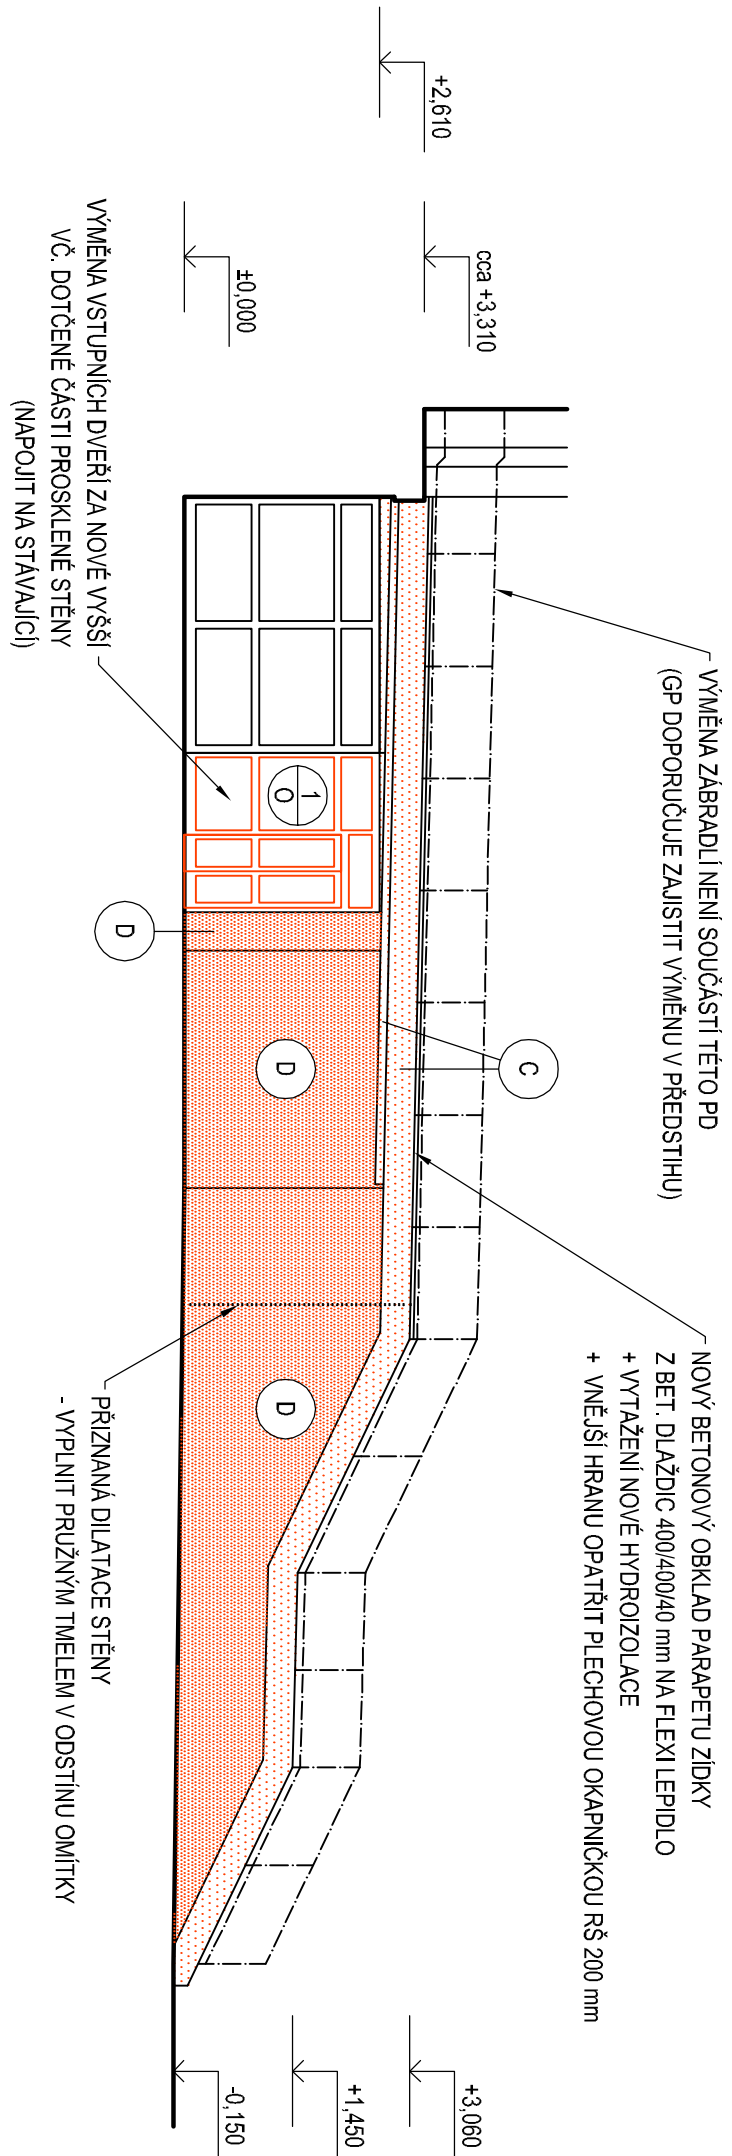 +2,610
cca +3,310
±0,000
VÝMĚNA ZÁBRADLÍ NENÍ SOUČÁSTÍ TÉTO PD
(GP DOPORUČUJE ZAJISTIT VÝMĚNU V PŘEDSTIHU)
NOVÝ BETONOVÝ OBKLAD PARAPETU ZÍDKY
Z BET. DLAŽDIC 400/400/40 mm NA FLEXI LEPIDLO
+ VYTAŽENÍ NOVÉ HYDROIZOLACE
+ VNĚJŠÍ HRANU OPATŘIT PLECHOVOU OKAPNIČKOU RŠ 200 mm
C
1
O
D
D
D
VÝMĚNA VSTUPNÍCH DVEŘÍ ZA NOVÉ VYŠŠÍ
VČ. DOTČENÉ ČÁSTI PROSKLENÉ STĚNY
(NAPOJIT NA STÁVAJÍCÍ)
PŘIZNANÁ DILATACE STĚNY
- VYPLNIT PRUŽNÝM TMELEM V ODSTÍNU OMÍTKY
+3,060
+1,450
-0,150